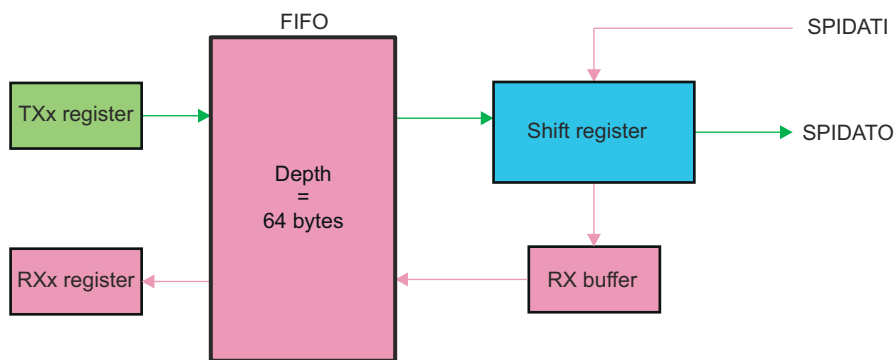 FIFO
SPIDATI
TXx register
Shift register
SPIDATO
Depth
=
64 bytes
RXx register
RX buffer